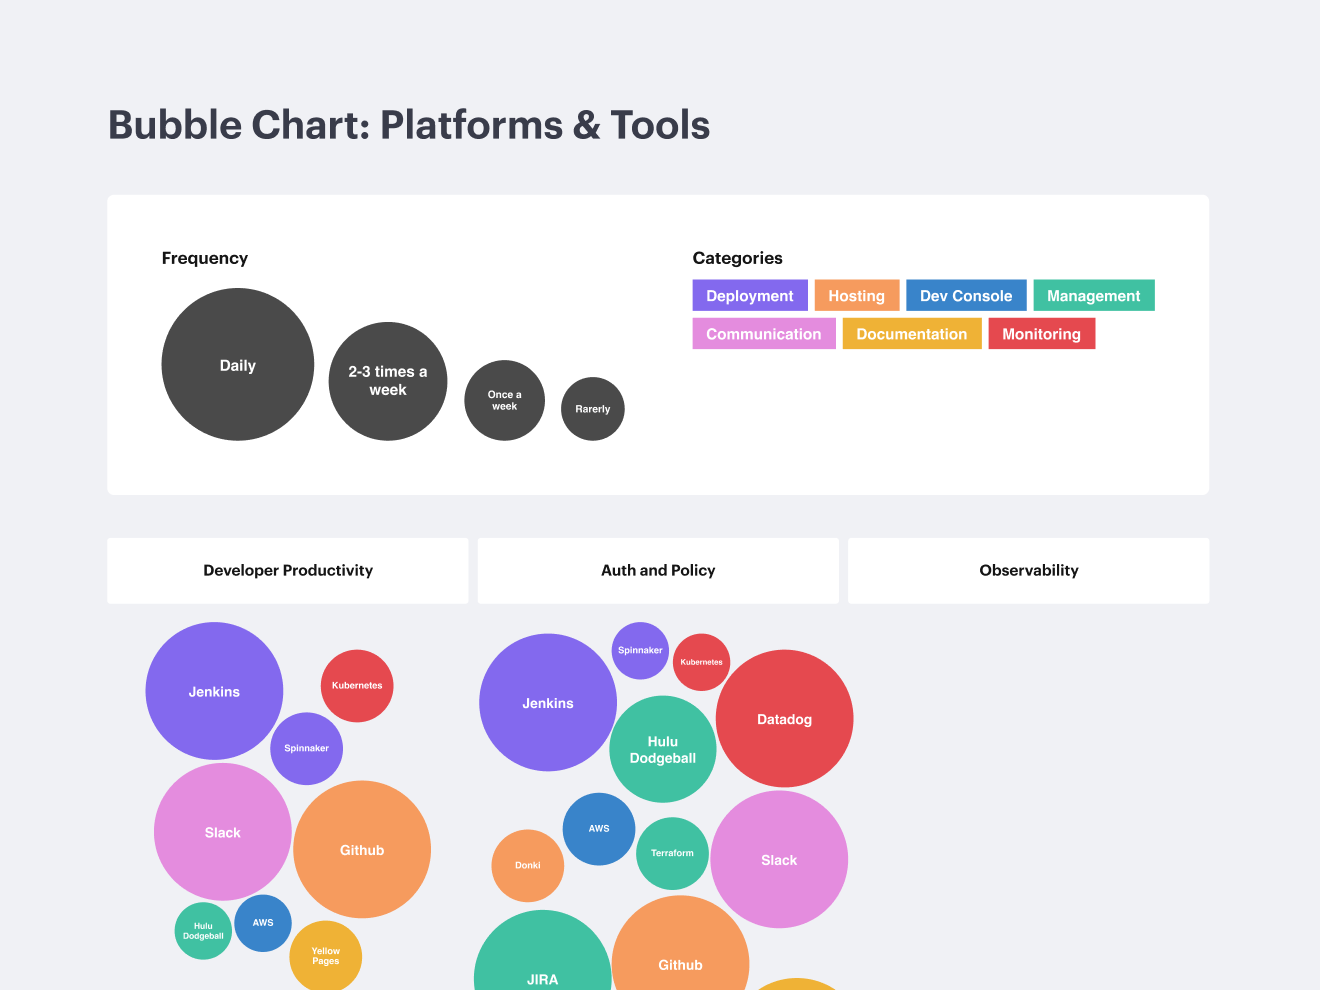 Bubble Chart: Platforms & Tools
Frequency
Daily
2-3 times a
week
Once a
week
Rarerly
Categories
Deployment
Hosting
Dev Console
Management
Communication
Documentation
Monitoring
Developer Productivity
Auth and Policy
Observability
Jenkins
Kubernetes
Spinnaker
Slack
Github
Hulu
Dodgeball
AWS
Yellow
Pages
Spinnaker
Kubernetes
Jenkins
Datadog
Hulu
Dodgeball
AWS
Terraform
Donki
Slack
Github
JIRA